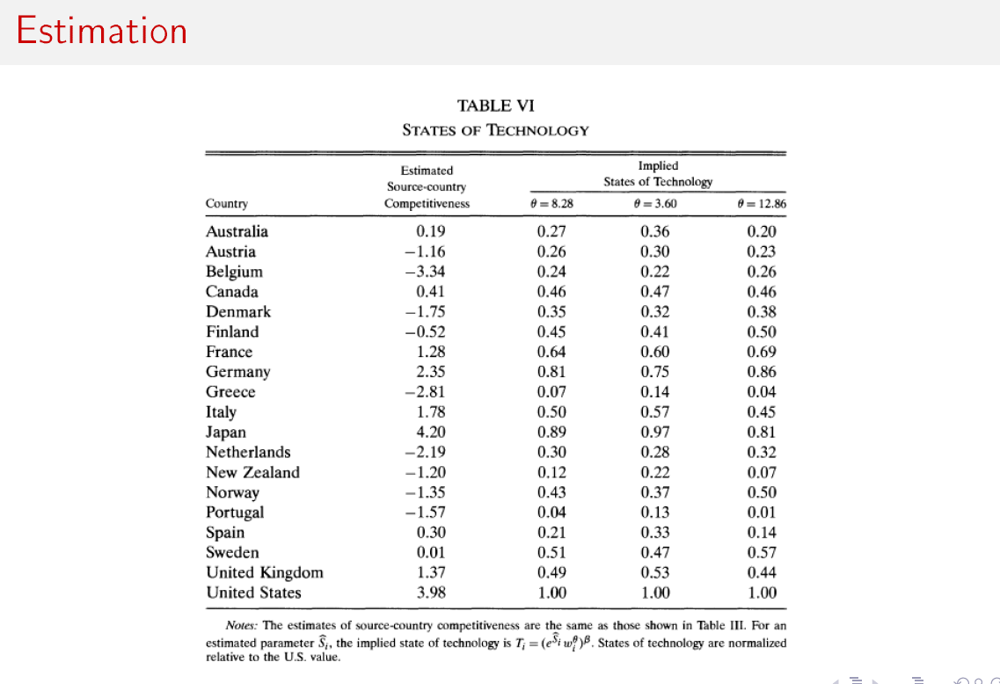 Estimation
TABLE VI
STATES OF TECHNOLOGY
Estimated Source-country Competitiveness
Implied States of Technology
Country θ = 8.28 θ = 3.60 θ = 12.86
Australia 0.19 0.27 0.36 0.20
Austria −1.16 0.26 0.30 0.23
Belgium −3.34 0.24 0.22 0.26
Canada 0.41 0.46 0.47 0.46
Denmark −1.75 0.35 0.32 0.38
Finland −0.52 0.45 0.41 0.50
France 1.28 0.64 0.60 0.69
Germany 2.35 0.81 0.75 0.86
Greece −2.81 0.07 0.14 0.04
Italy 1.78 0.50 0.57 0.45
Japan 4.20 0.89 0.97 0.81
Netherlands −2.19 0.30 0.28 0.32
New Zealand −1.20 0.12 0.22 0.07
Norway −1.35 0.43 0.37 0.50
Portugal −1.57 0.04 0.13 0.01
Spain 0.30 0.21 0.33 0.14
Sweden 0.01 0.51 0.47 0.57
United Kingdom 1.37 0.49 0.53 0.44
United States 3.98 1.00 1.00 1.00
Notes: The estimates of source-country competitiveness are the same as those shown in Table III. For an
estimated parameter Ŝᵢ, the implied state of technology is Tᵢ = (e^Ŝᵢ wᵢ^θ)^β. States of technology are normalized
relative to the U.S. value.